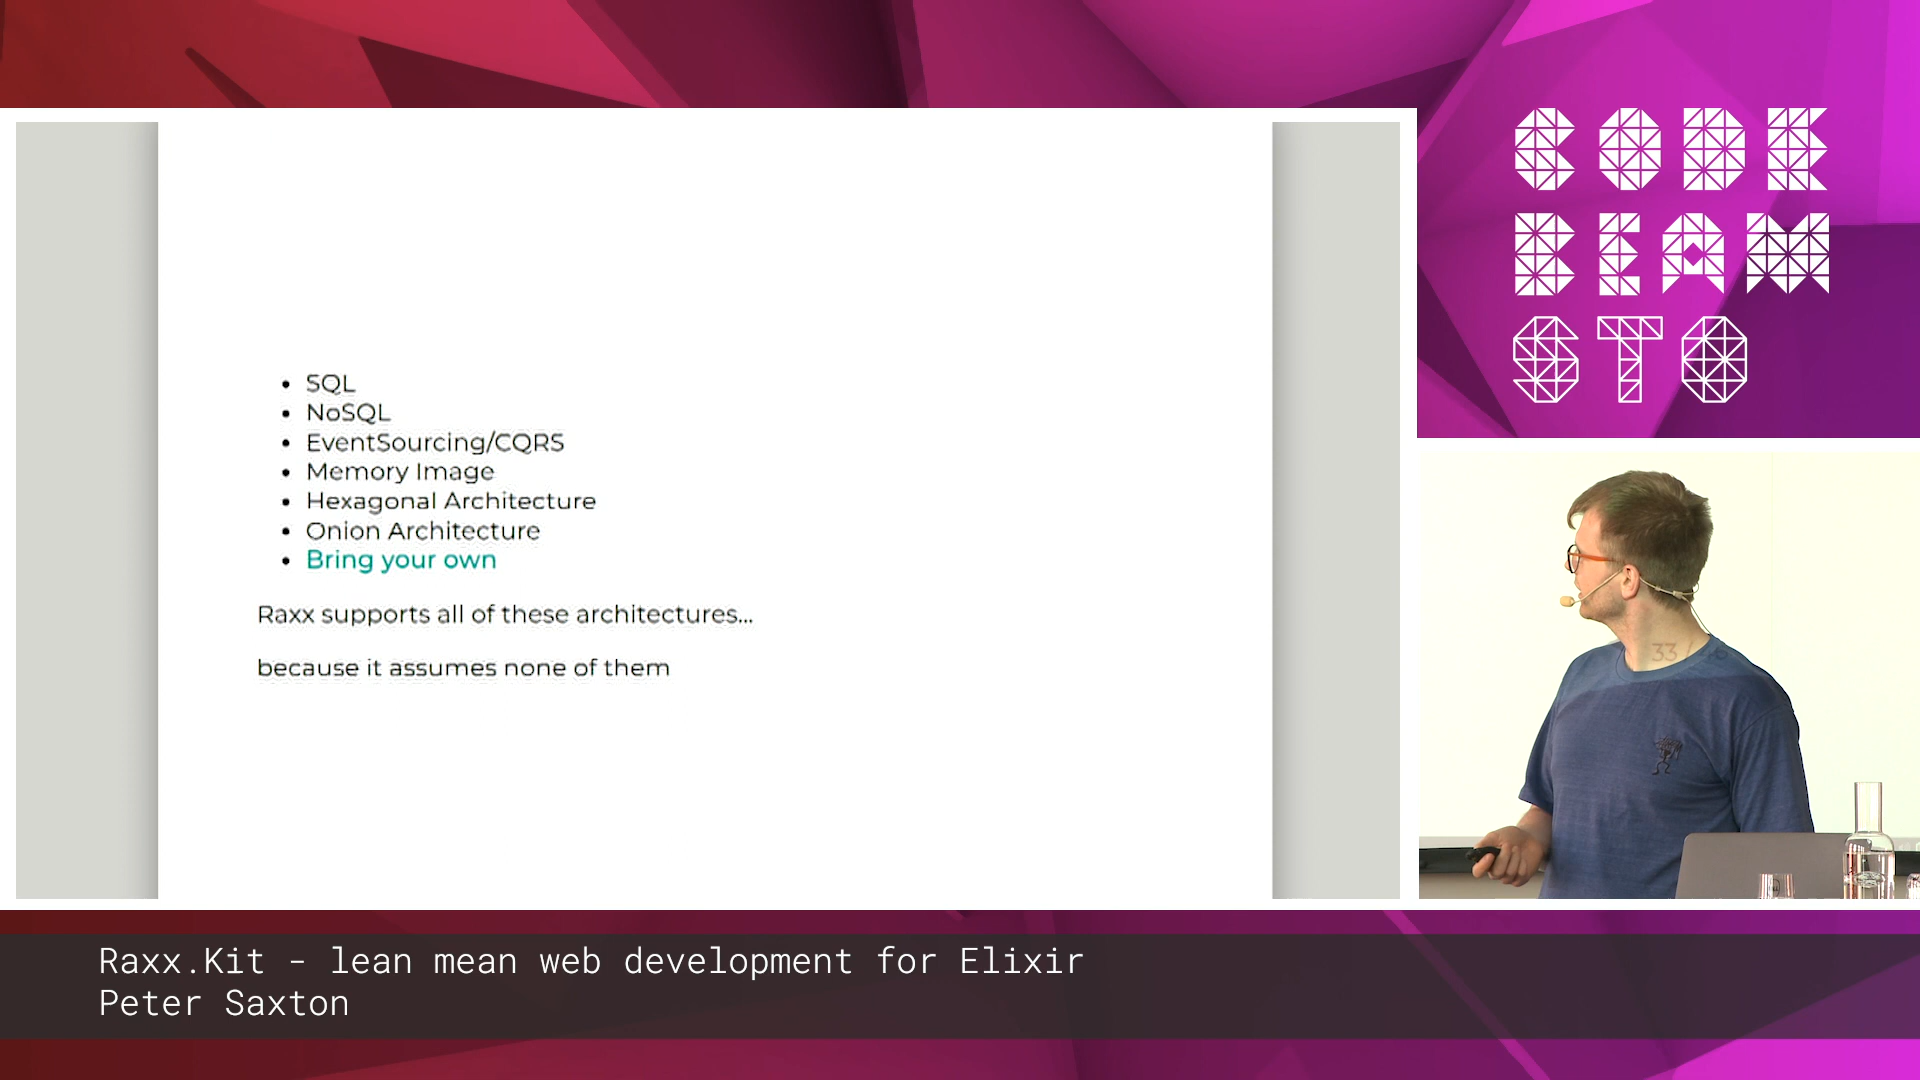 CODE
BEAM
STO
SQL
NoSQL
EventSourcing/CQRS
Memory Image
Hexagonal Architecture
Onion Architecture
Bring your own
Raxx supports all of these architectures...
because it assumes none of them
33 /
Raxx.Kit - lean mean web development for Elixir
Peter Saxton